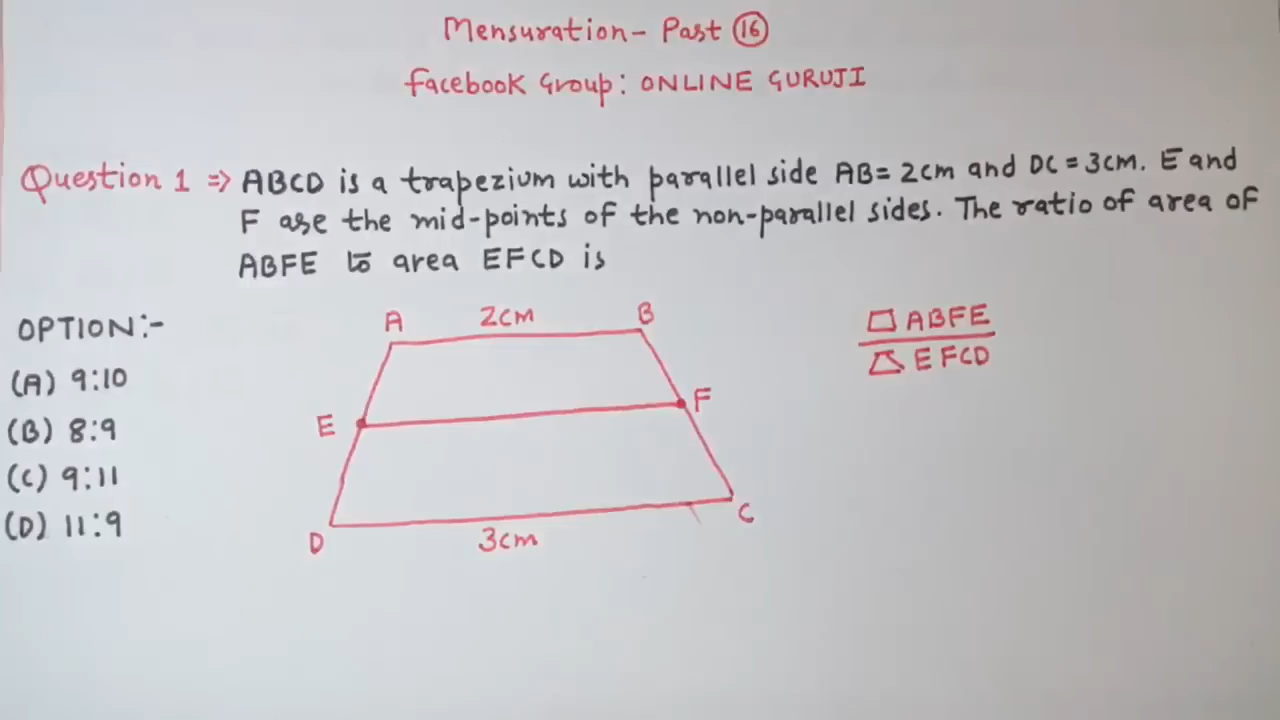 Mensuration - Part 16
Facebook Group: ONLINE GURUJI
Question 1 ⇒ ABCD is a trapezium with parallel side AB = 2cm and DC = 3cm. E and
F are the mid-points of the non-parallel sides. The ratio of area of
ABFE to area EFCD is
OPTION:-
(A) 9:10
(B) 8:9
(C) 9:11
(D) 11:9
A 2cm B
E F
D 3cm C
ABFE
EFCD